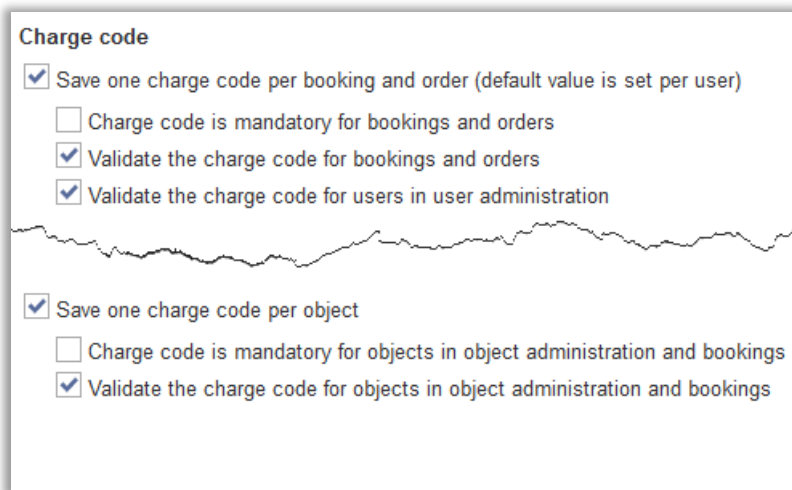 Charge code
Save one charge code per booking and order (default value is set per user)
Charge code is mandatory for bookings and orders
Validate the charge code for bookings and orders
Validate the charge code for users in user administration
Save one charge code per object
Charge code is mandatory for objects in object administration and bookings
Validate the charge code for objects in object administration and bookings